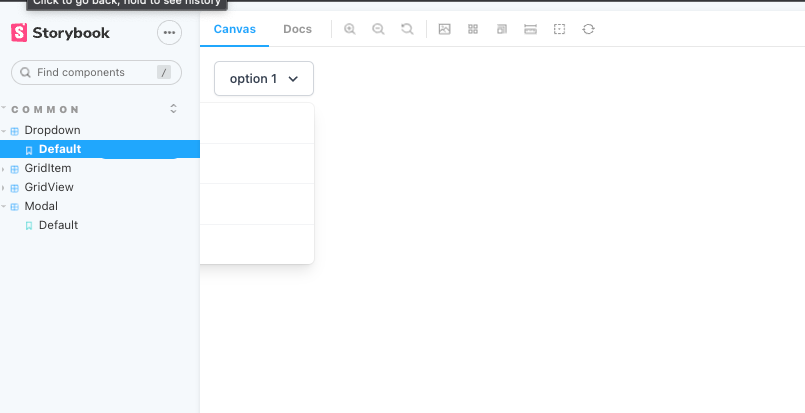 Click to go back, hold to see history
Storybook
Canvas
Docs
Find components
/
COMMON
Dropdown
Default
GridItem
GridView
Modal
Default
option 1